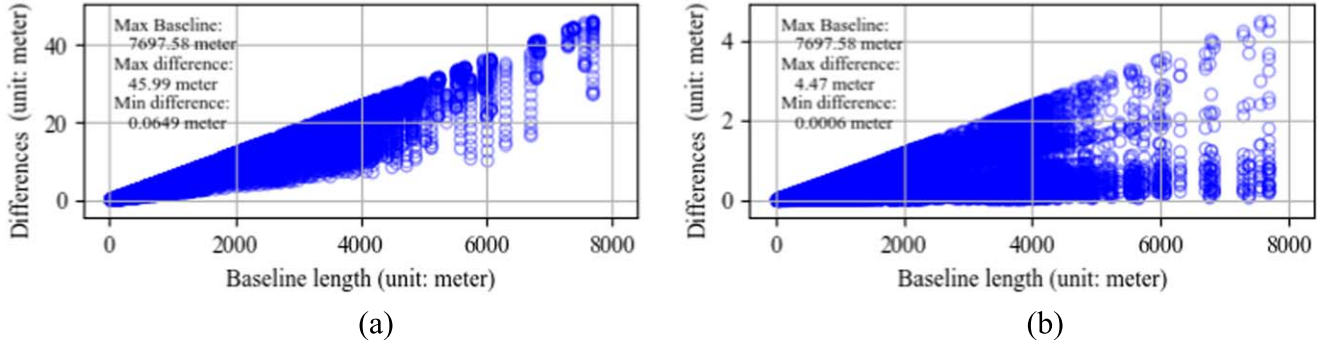 Differences (unit: meter)
40
20
0
Max Baseline:
7697.58 meter
Max difference:
45.99 meter
Min difference:
0.0649 meter
0 2000 4000 6000 8000
Baseline length (unit: meter)
(a)
Differences (unit: meter)
4
2
0
Max Baseline:
7697.58 meter
Max difference:
4.47 meter
Min difference:
0.0006 meter
0 2000 4000 6000 8000
Baseline length (unit: meter)
(b)